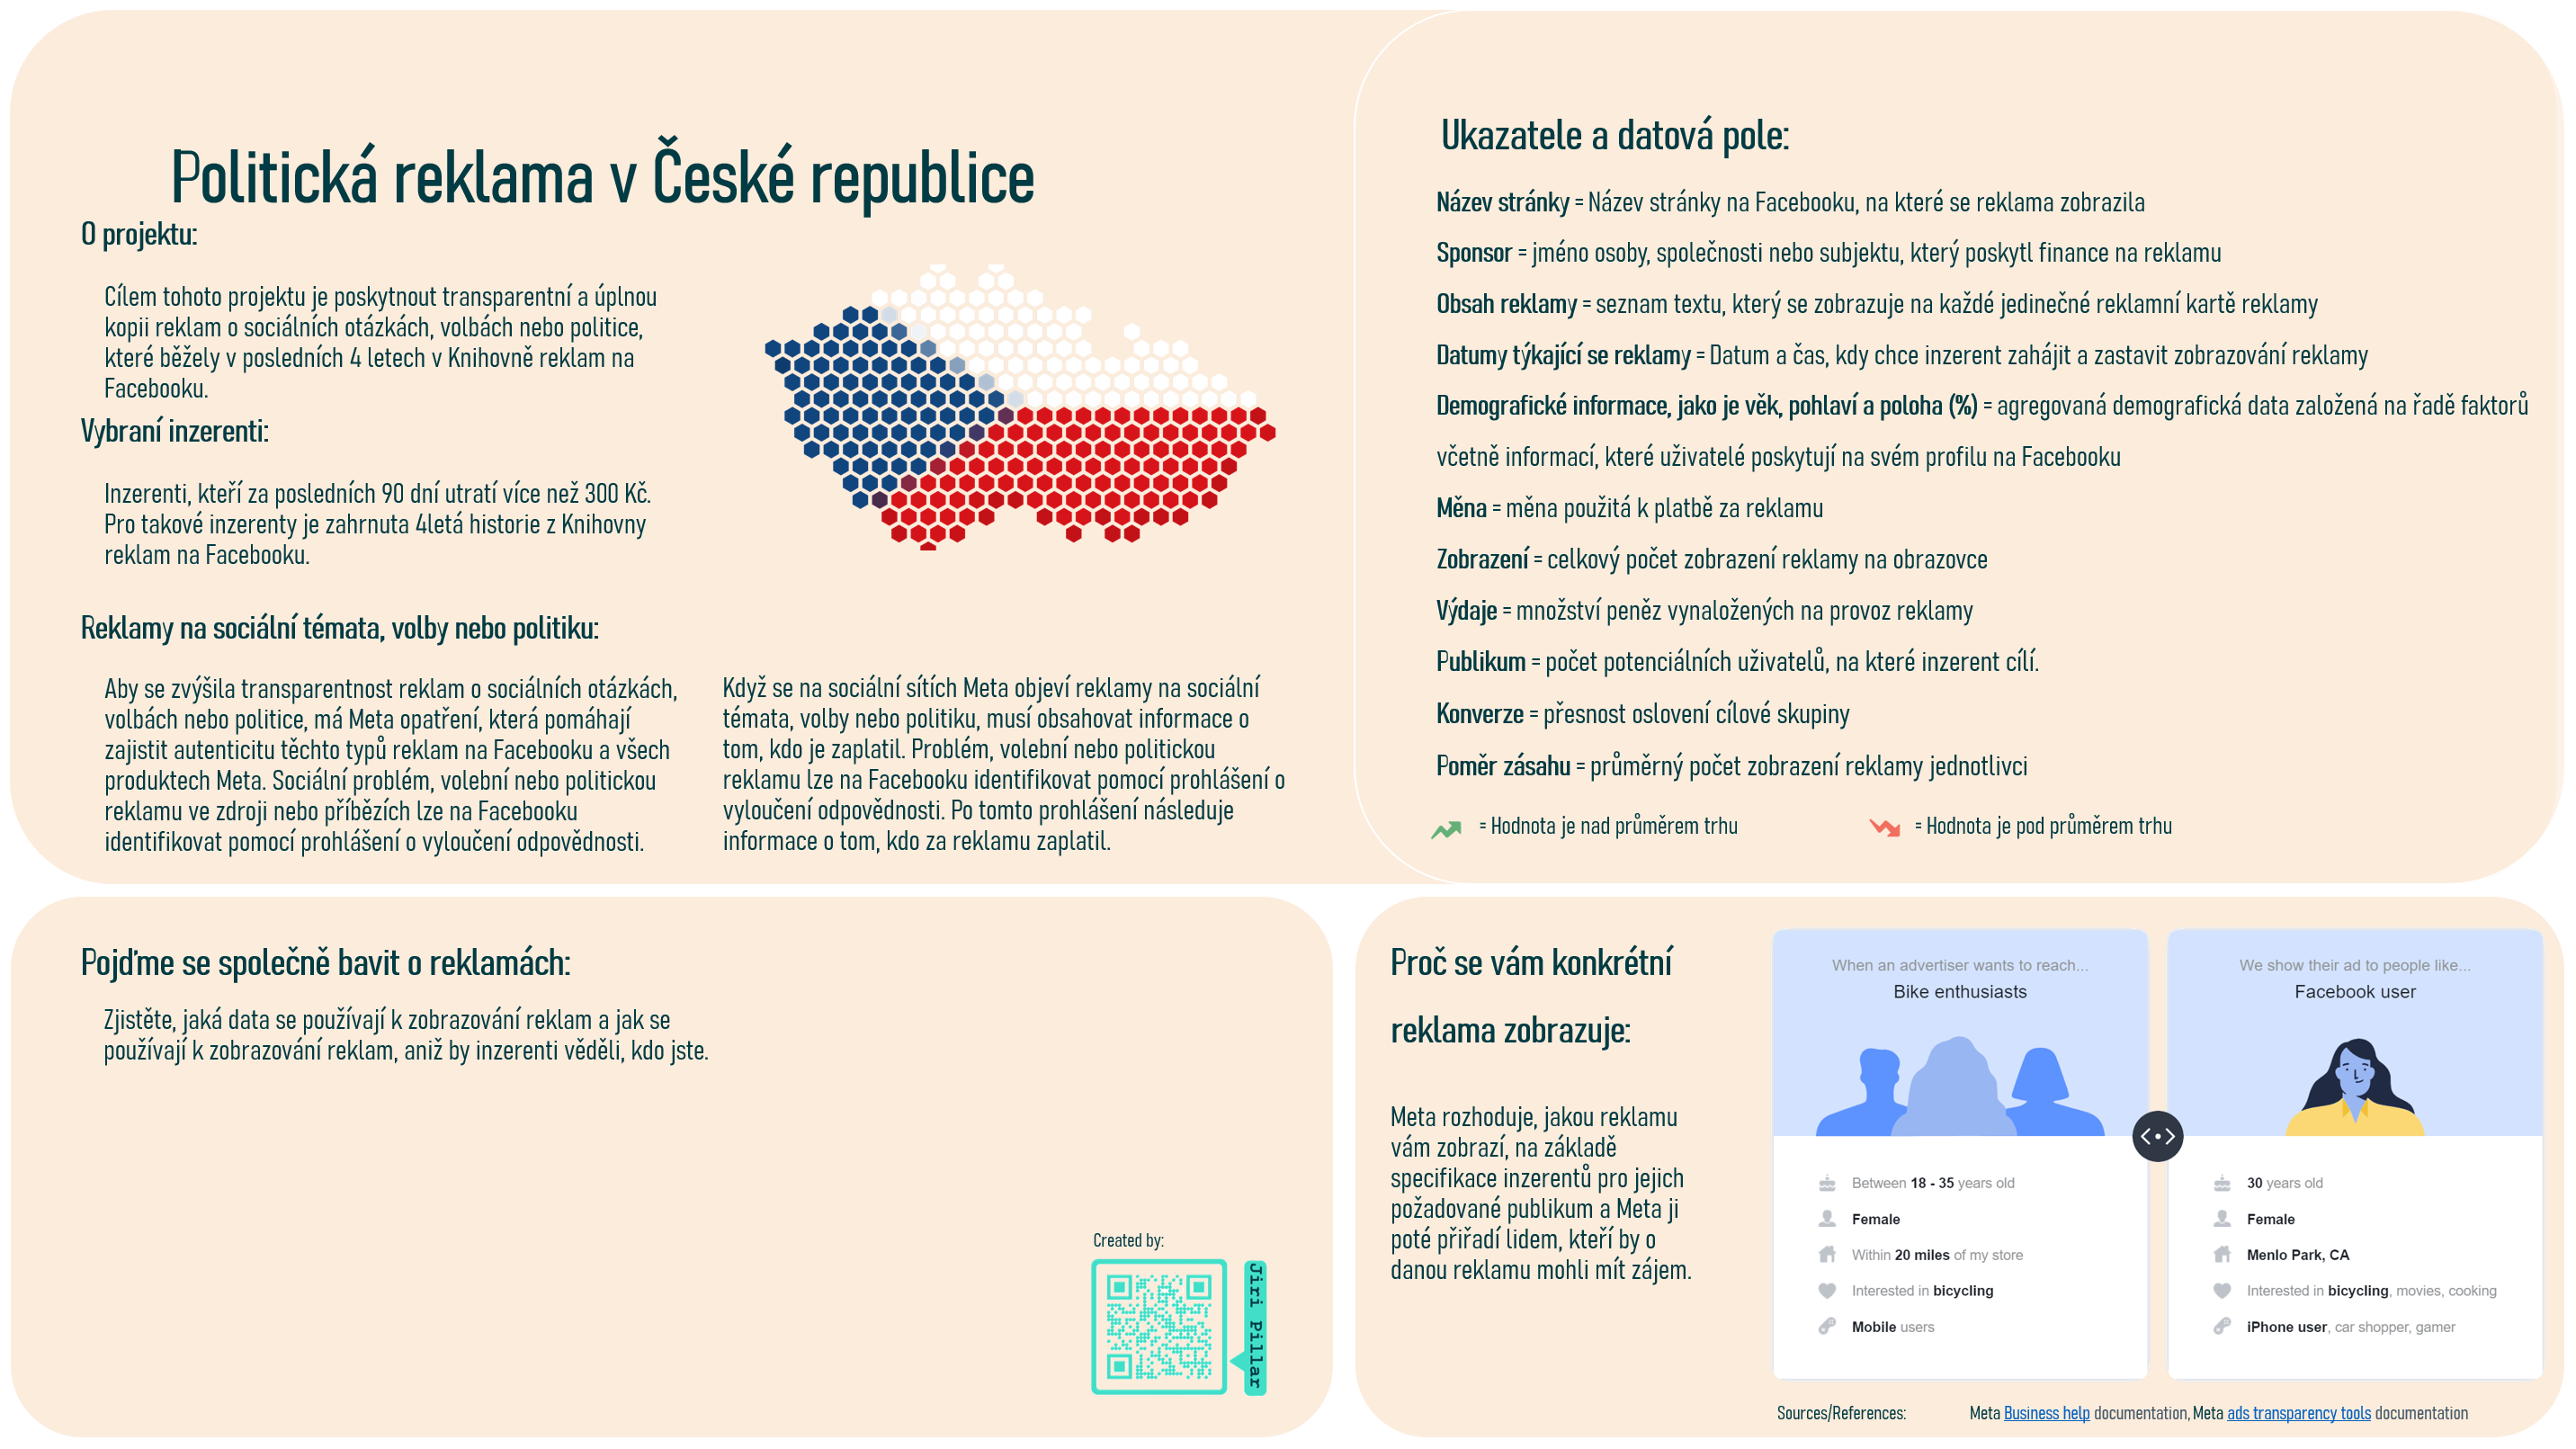 Politická reklama v České republice
O projektu:
Cílem tohoto projektu je poskytnout transparentní a úplnou
kopii reklam o sociálních otázkách, volbách nebo politice,
které běžely v posledních 4 letech v Knihovně reklam na
Facebooku.
Vybraní inzerenti:
Inzerenti, kteří za posledních 90 dní utratí více než 300 Kč.
Pro takové inzerenty je zahrnuta 4letá historie z Knihovny
reklam na Facebooku.
Reklamy na sociální témata, volby nebo politiku:
Aby se zvýšila transparentnost reklam o sociálních otázkách,
volbách nebo politice, má Meta opatření, která pomáhají
zajistit autenticitu těchto typů reklam na Facebooku a všech
produktech Meta. Sociální problém, volební nebo politickou
reklamu ve zdroji nebo příbězích lze na Facebooku
identifikovat pomocí prohlášení o vyloučení odpovědnosti.
Když se na sociální sítích Meta objeví reklamy na sociální
témata, volby nebo politiku, musí obsahovat informace o
tom, kdo je zaplatil. Problém, volební nebo politickou
reklamu lze na Facebooku identifikovat pomocí prohlášení o
vyloučení odpovědnosti. Po tomto prohlášení následuje
informace o tom, kdo za reklamu zaplatil.
Ukazatele a datová pole:
Název stránky = Název stránky na Facebooku, na které se reklama zobrazila
Sponsor = jméno osoby, společnosti nebo subjektu, který poskytl finance na reklamu
Obsah reklamy = seznam textu, který se zobrazuje na každé jedinečné reklamní kartě reklamy
Datumy týkající se reklamy = Datum a čas, kdy chce inzerent zahájit a zastavit zobrazování reklamy
Demografické informace, jako je věk, pohlaví a poloha (%) = agregovaná demografická data založená na řadě faktorů
včetně informací, které uživatelé poskytují na svém profilu na Facebooku
Měna = měna použitá k platbě za reklamu
Zobrazení = celkový počet zobrazení reklamy na obrazovce
Výdaje = množství peněz vynaložených na provoz reklamy
Publikum = počet potenciálních uživatelů, na které inzerent cílí.
Konverze = přesnost oslovení cílové skupiny
Poměr zásahu = průměrný počet zobrazení reklamy jednotlivci
= Hodnota je nad průměrem trhu
= Hodnota je pod průměrem trhu
Pojďme se společně bavit o reklamách:
Zjistěte, jaká data se používají k zobrazování reklam a jak se
používají k zobrazování reklam, aniž by inzerenti věděli, kdo jste.
Created by:
Jiri Pillar
Proč se vám konkrétní
reklama zobrazuje:
Meta rozhoduje, jakou reklamu
vám zobrazí, na základě
specifikace inzerentů pro jejich
požadované publikum a Meta ji
poté přiřadí lidem, kteří by o
danou reklamu mohli mít zájem.
When an advertiser wants to reach...
Bike enthusiasts
Between 18 - 35 years old
Female
Within 20 miles of my store
Interested in bicycling
Mobile users
We show their ad to people like...
Facebook user
30 years old
Female
Menlo Park, CA
Interested in bicycling, movies, cooking
iPhone user, car shopper, gamer
Sources/References:
Meta Business help documentation, Meta ads transparency tools documentation